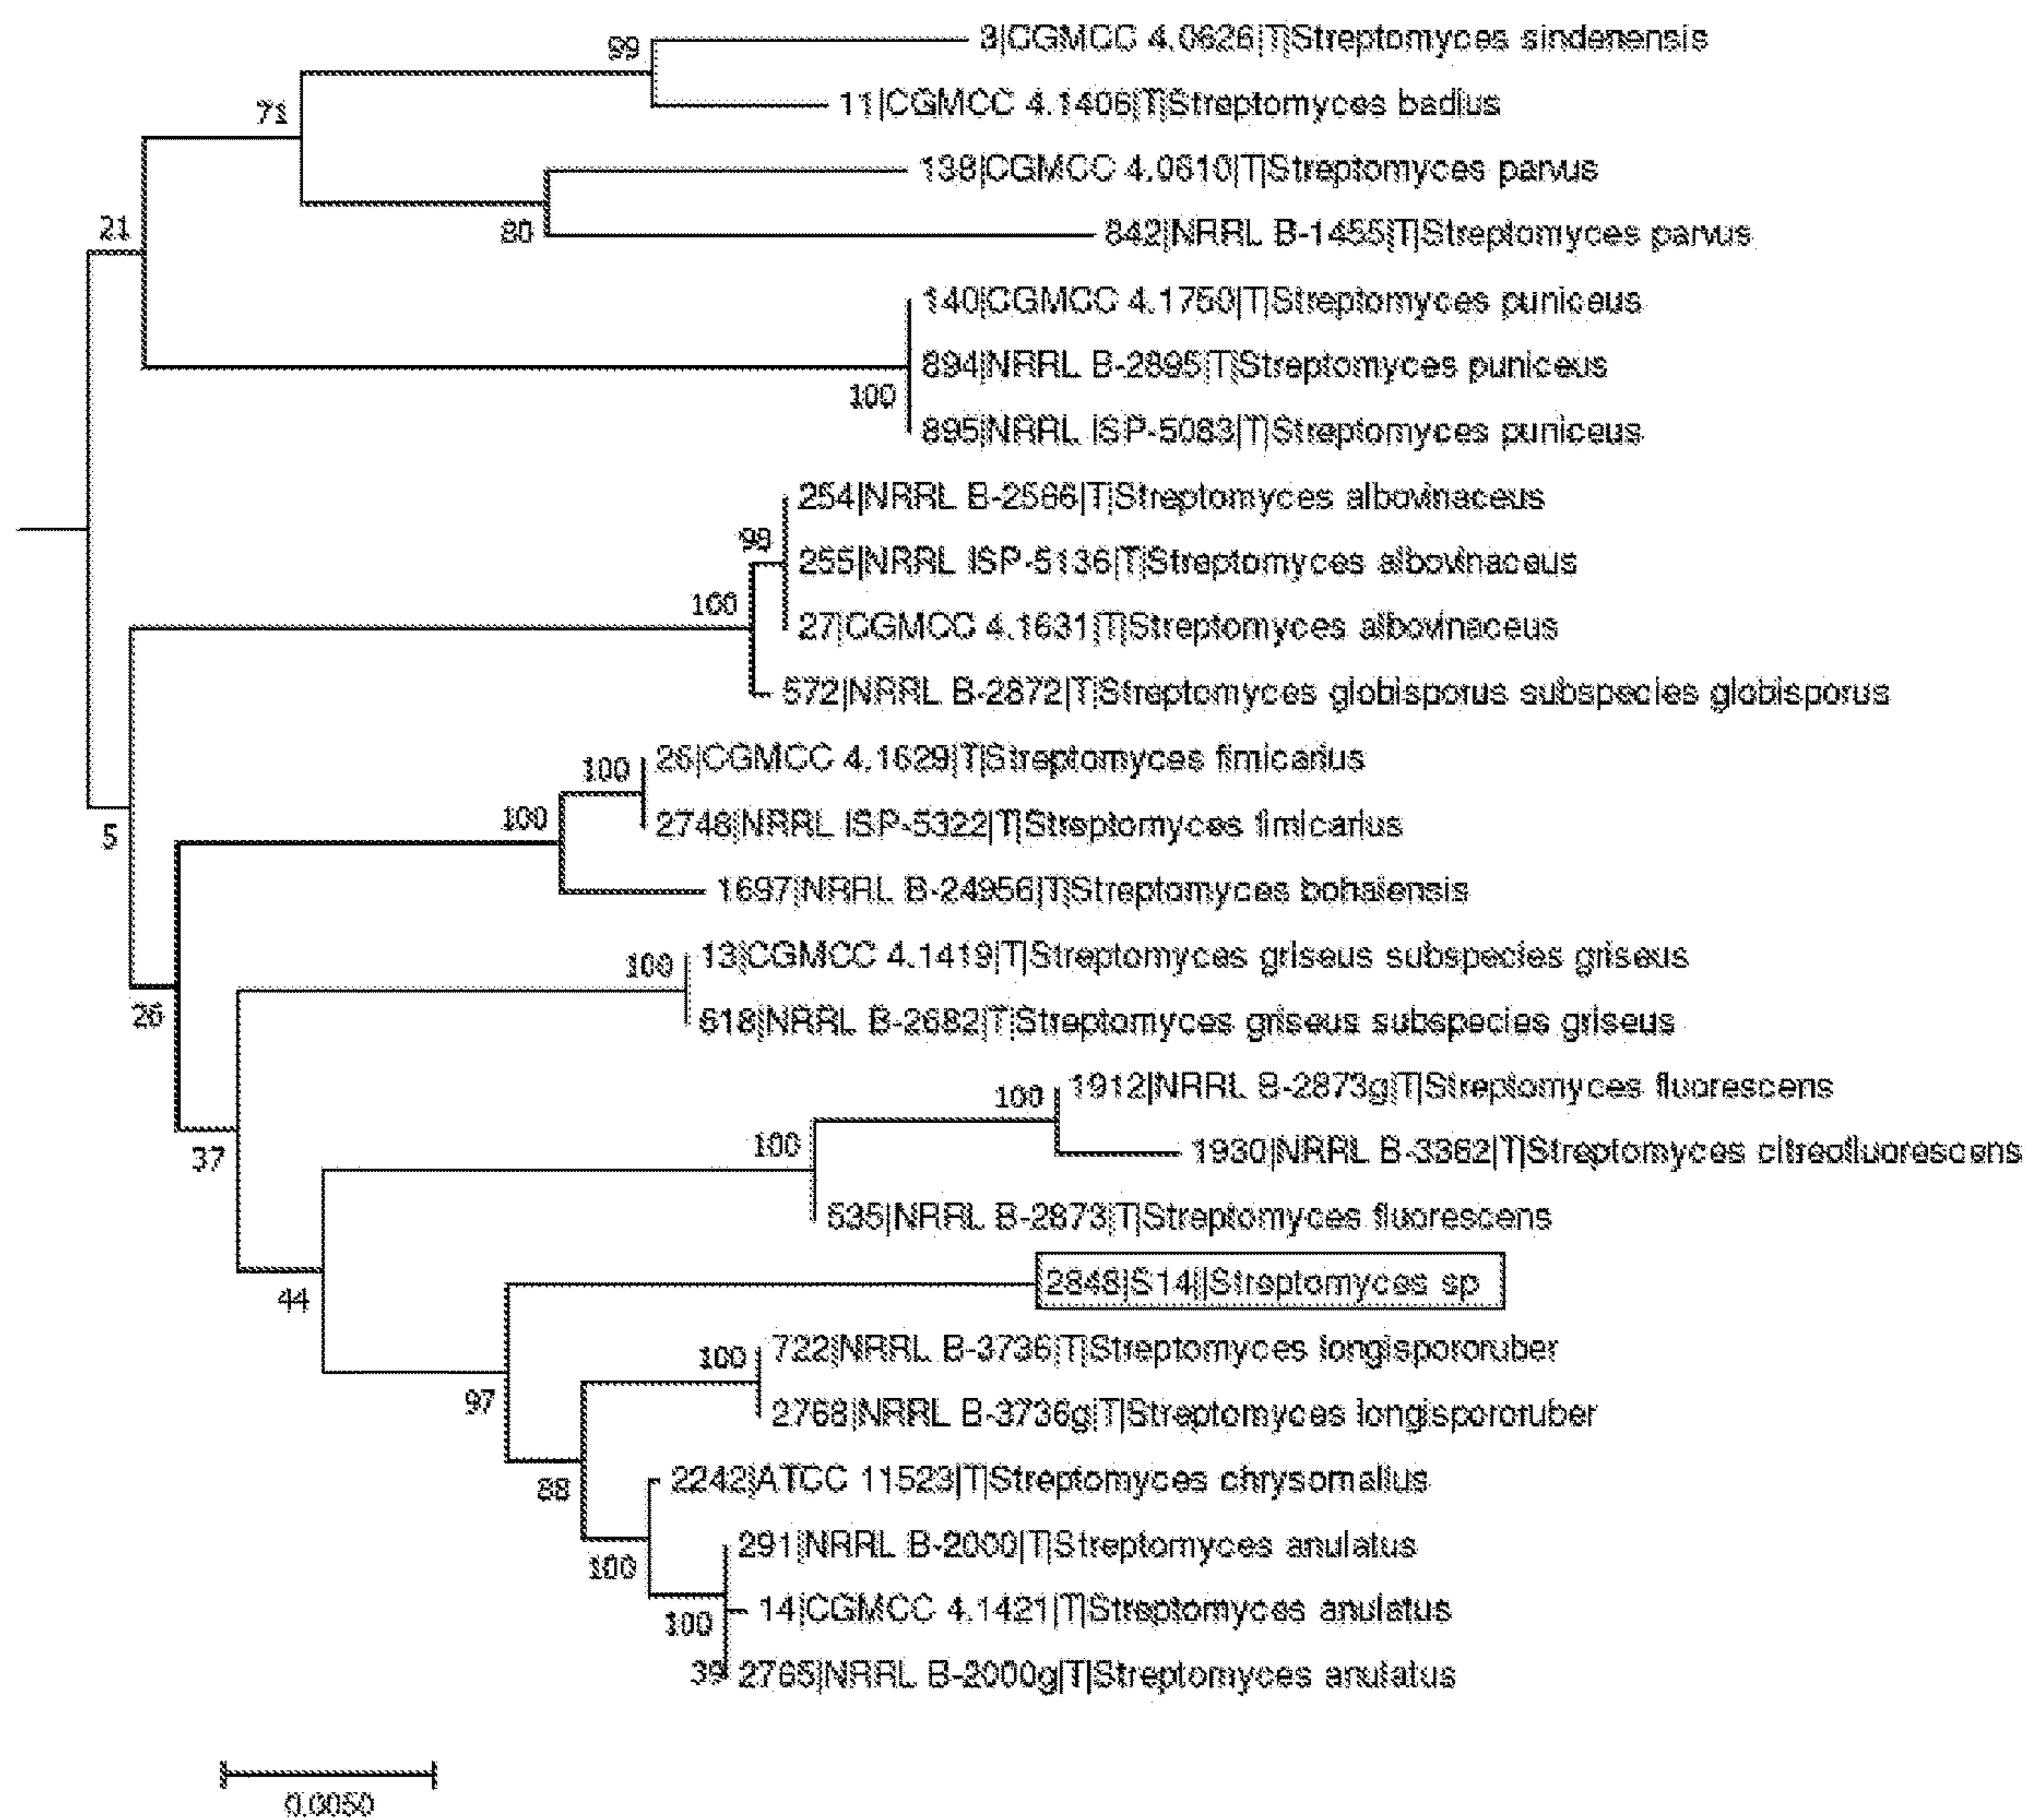 99
3|CGMCC 4.0626|T|Streptomyces sindenensis
11|CGMCC 4.1406|T|Streptomyces badius
71
138|CGMCC 4.0610|T|Streptomyces parvus
80
842|NRRL B-1455|T|Streptomyces parvus
21
140|CGMCC 4.1750|T|Streptomyces puniceus
894|NRRL B-2895|T|Streptomyces puniceus
100
895|NRRL ISP-5083|T|Streptomyces puniceus
254|NRRL B-2566|T|Streptomyces albovinaceus
98
255|NRRL ISP-5136|T|Streptomyces albovinaceus
100
27|CGMCC 4.1631|T|Streptomyces albovinaceus
572|NRRL B-2872|T|Streptomyces globisporus subspecies globisporus
5
26|CGMCC 4.1629|T|Streptomyces fimicarius
100
100
2746|NRRL ISP-5322|T|Streptomyces fimicarius
1697|NRRL B-24956|T|Streptomyces bohaiensis
26
13|CGMCC 4.1419|T|Streptomyces griseus subspecies griseus
100
618|NRRL B-2682|T|Streptomyces griseus subspecies griseus
37
1912|NRRL B-2873g|T|Streptomyces fluorescens
100
100
1930|NRRL B-3362|T|Streptomyces citreofluorescens
535|NRRL B-2873|T|Streptomyces fluorescens
44
2848|S14||Streptomyces sp
722|NRRL B-3736|T|Streptomyces longispororuber
100
97
2768|NRRL B-3736g|T|Streptomyces longispororuber
88
2242|ATCC 11523|T|Streptomyces chrysomallus
291|NRRL B-2000|T|Streptomyces anulatus
100
14|CGMCC 4.1421|T|Streptomyces anulatus
100
39
2765|NRRL B-2000g|T|Streptomyces anulatus
0.0050